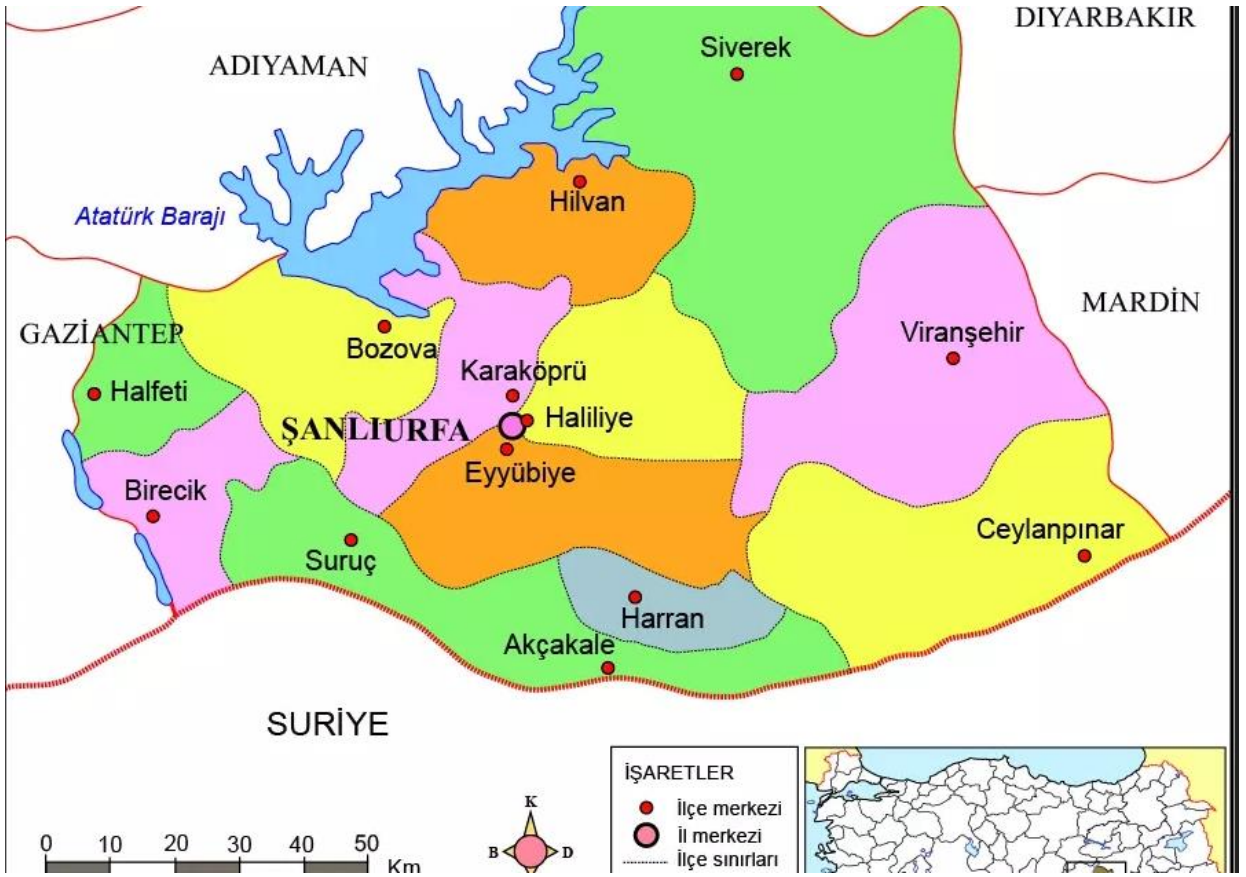 DIYARBAKIR
Siverek
ADIYAMAN
Hilvan
Atatürk Barajı
MARDİN
GAZİANTEP
Viranşehir
Bozova
Karaköprü
Halfeti
Haliliye
ŞANLIURFA
Eyyübiye
Birecik
Ceylanpınar
Suruç
Harran
Akçakale
SURİYE
İŞARETLER
İlçe merkezi
İl merkezi
İlçe sınırları
K
B D
0 10 20 30 40 50
Km